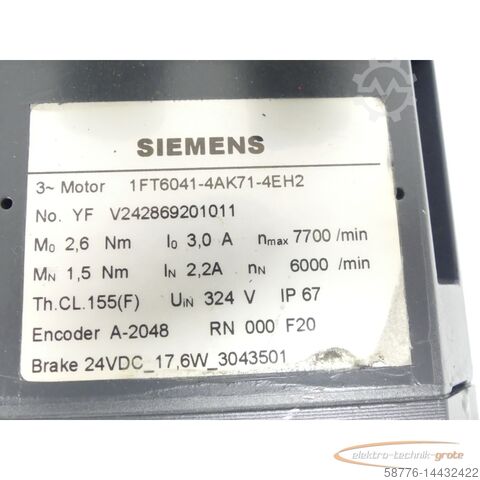 SIEMENS
3~ Motor 1FT6041-4AK71-4EH2
No. YF V242869201011
M0 2,6 Nm I0 3,0 A nmax 7700 /min
MN 1,5 Nm IN 2,2A nN 6000 /min
Th.CL.155(F) UIN 324 V IP 67
Encoder A-2048 RN 000 F20
Brake 24VDC_17,6W_3043501
elektro-technik-grote
58776-14432422